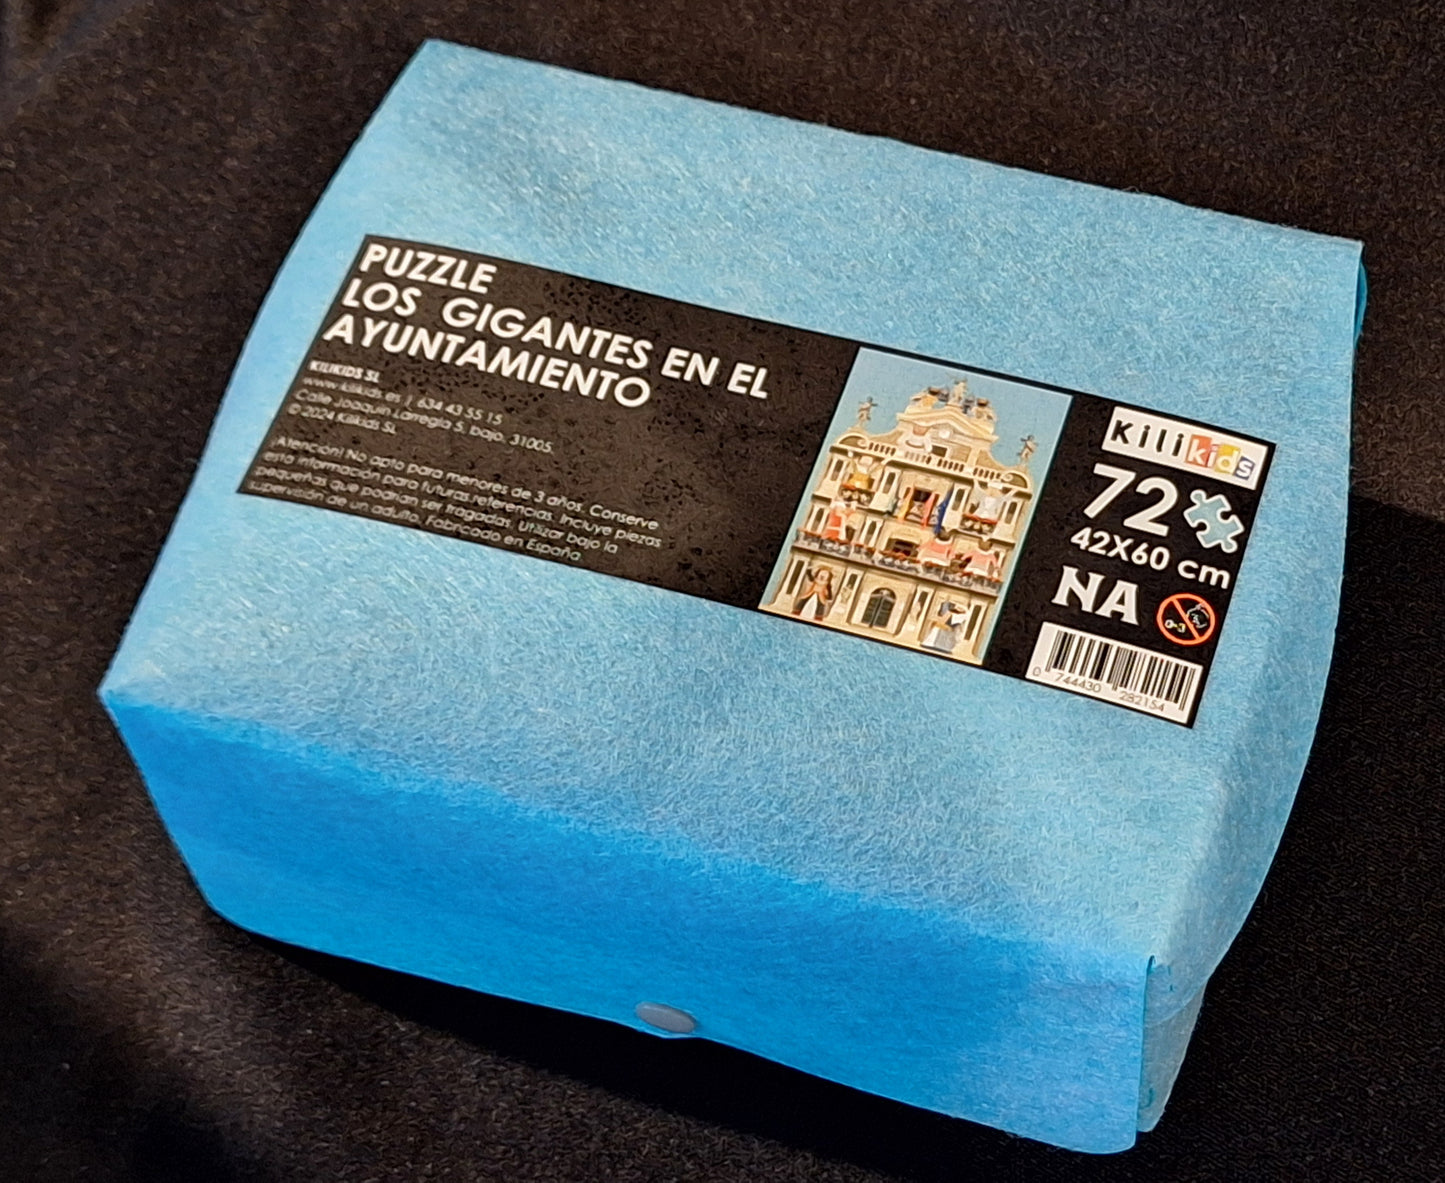 PUZZLE
LOS GIGANTES EN EL
AYUNTAMIENTO
KILIKIDS SL
www.kilikids.es | 634 43 55 15
Calle Joaquin Larregla 5, bajo. 31005.
© 2024 Kilikids SL
¡Atención! No apto para menores de 3 años. Conserve
esta información para futuras referencias. Incluye piezas
pequeñas que podrían ser tragadas. Utilizar bajo la
supervisión de un adulto. Fabricado en España.
kilikids
72
42X60 cm
NA
0-3
0 744430 282154